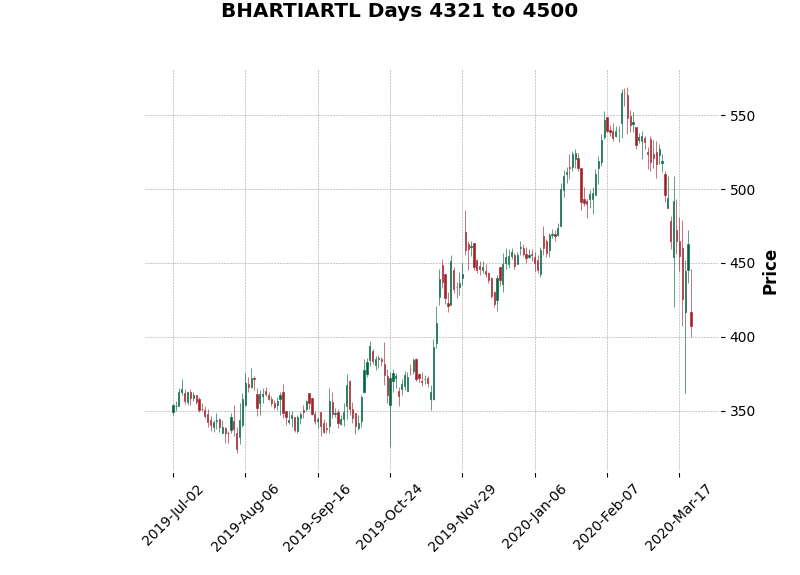 BHARTIARTL Days 4321 to 4500
550
500
450
400
350
Price
2019-Jul-02
2019-Aug-06
2019-Sep-16
2019-Oct-24
2019-Nov-29
2020-Jan-06
2020-Feb-07
2020-Mar-17